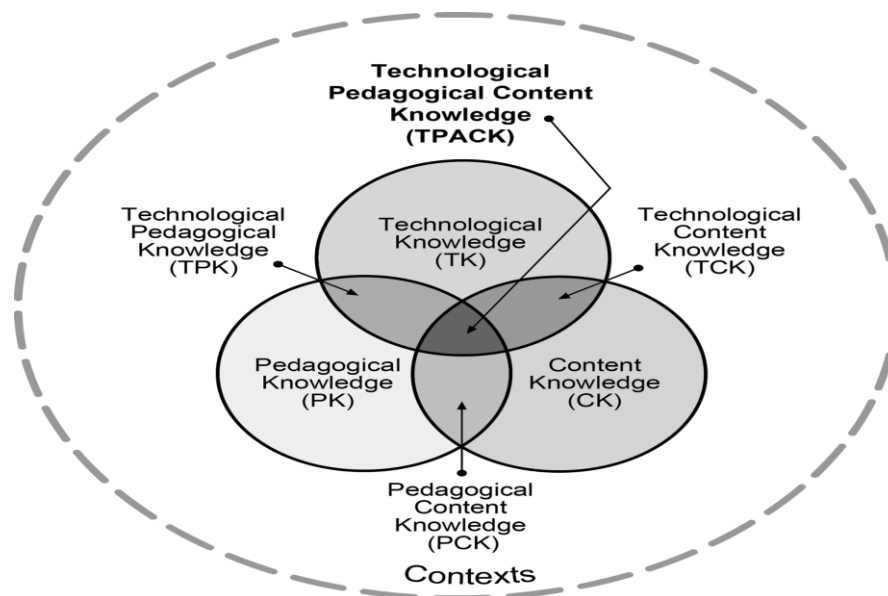 Technological
Pedagogical Content
Knowledge
(TPACK)
Technological
Pedagogical
Knowledge
(TPK)
Technological
Knowledge
(TK)
Technological
Content
Knowledge
(TCK)
Pedagogical
Knowledge
(PK)
Content
Knowledge
(CK)
Pedagogical
Content
Knowledge
(PCK)
Contexts